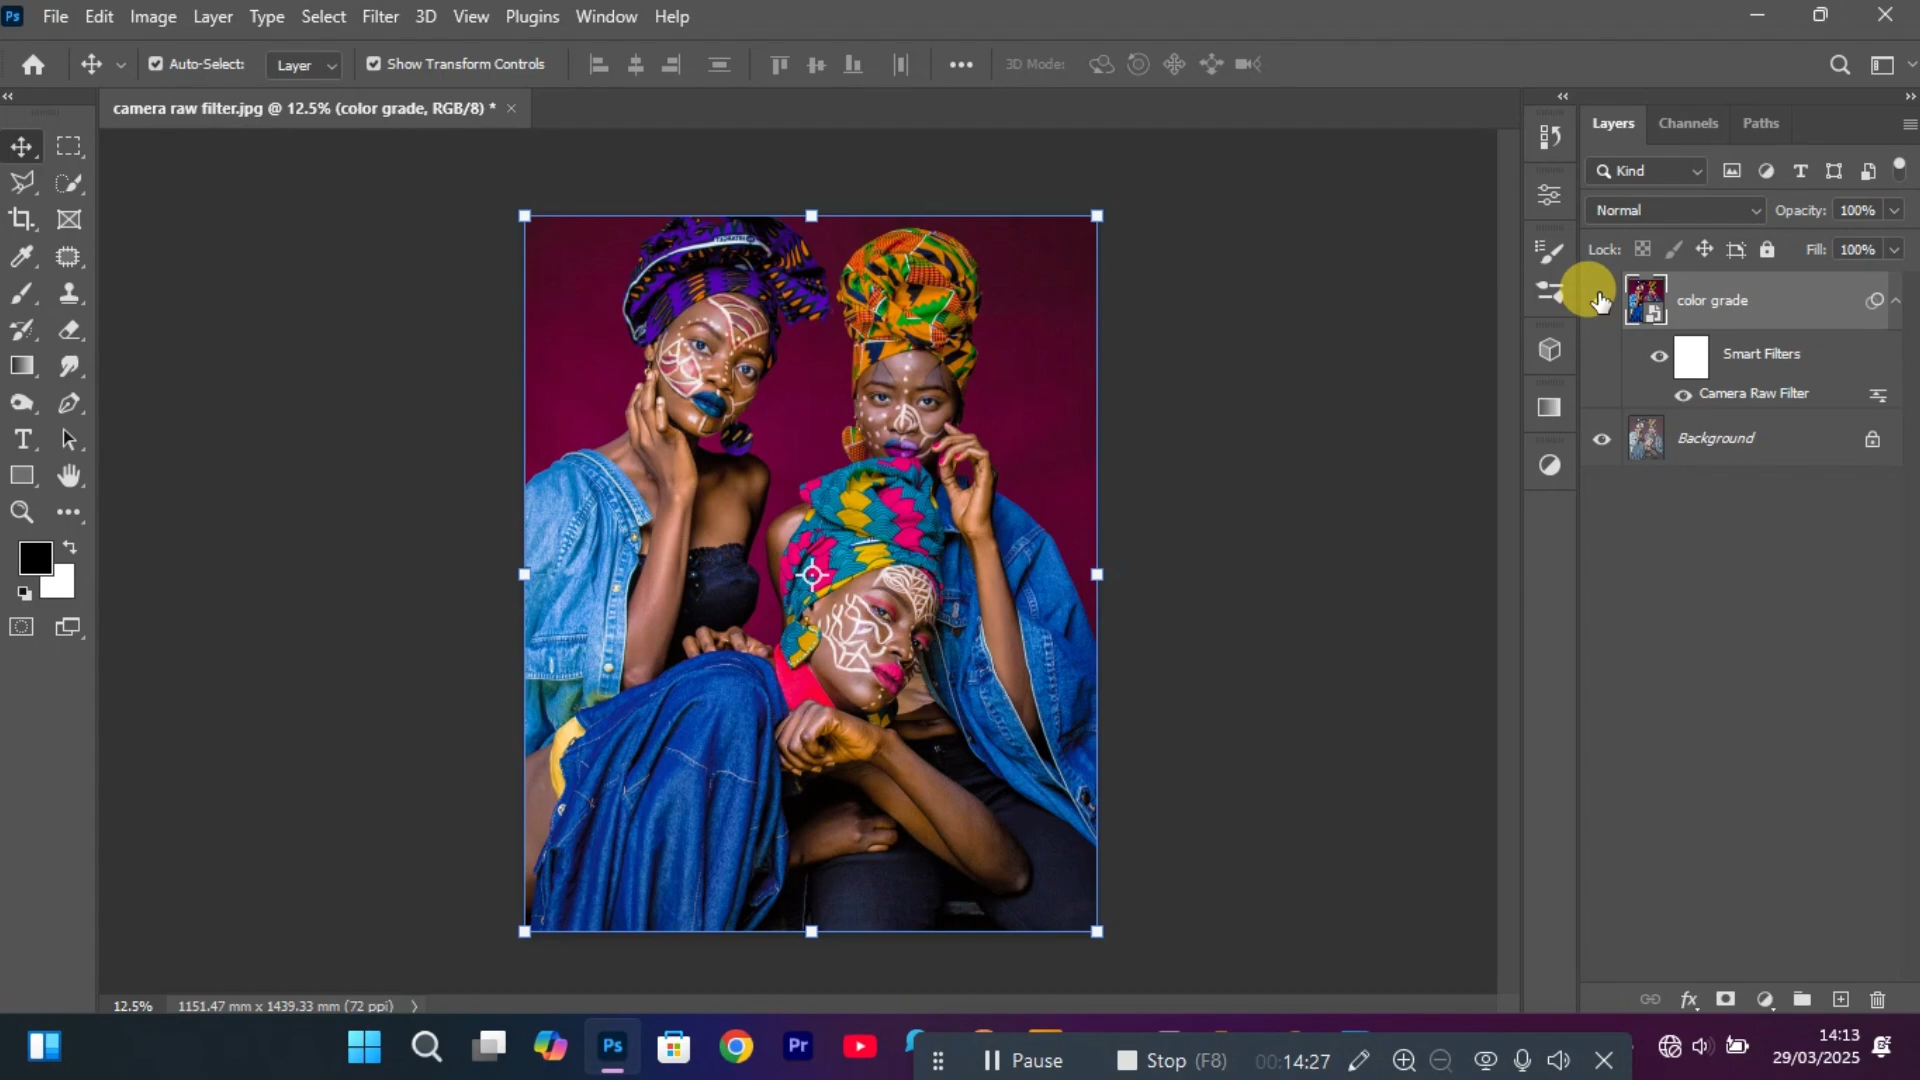 Ps File Edit Image Layer Type Select Filter 3D View Plugins Window Help
Auto-Select: Layer Show Transform Controls 3D Mode:
camera raw filter.jpg @ 12.5% (color grade, RGB/8) * ×
Layers Channels Paths
Kind
Normal Opacity: 100%
Lock: Fill: 100%
color grade
Smart Filters
Camera Raw Filter
Background
12.5% 1151.47 mm x 1439.33 mm (72 ppi)
Ps Pr
Pause Stop (F8) 00:14:27
14:13
29/03/2025